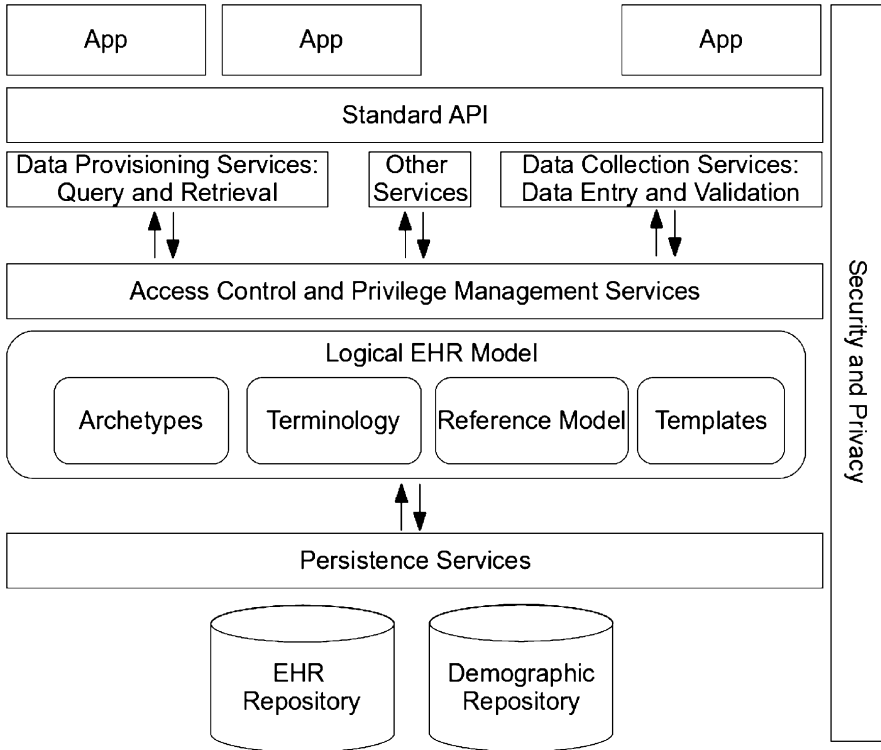 App
App
App
Standard API
Data Provisioning Services:
Query and Retrieval
Other
Services
Data Collection Services:
Data Entry and Validation
Access Control and Privilege Management Services
Logical EHR Model
Archetypes
Terminology
Reference Model
Templates
Persistence Services
EHR
Repository
Demographic
Repository
Security and Privacy